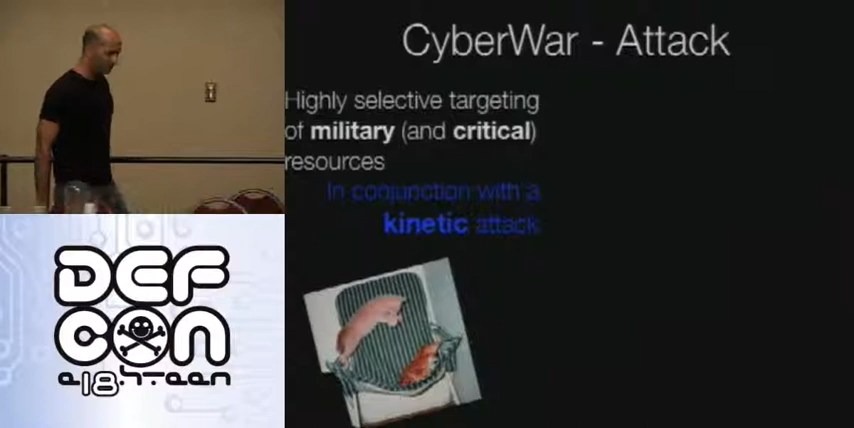 CyberWar - Attack
Highly selective targeting
of military (and critical)
resources
In conjunction with a
kinetic attack
DEF
CON
e18hteen